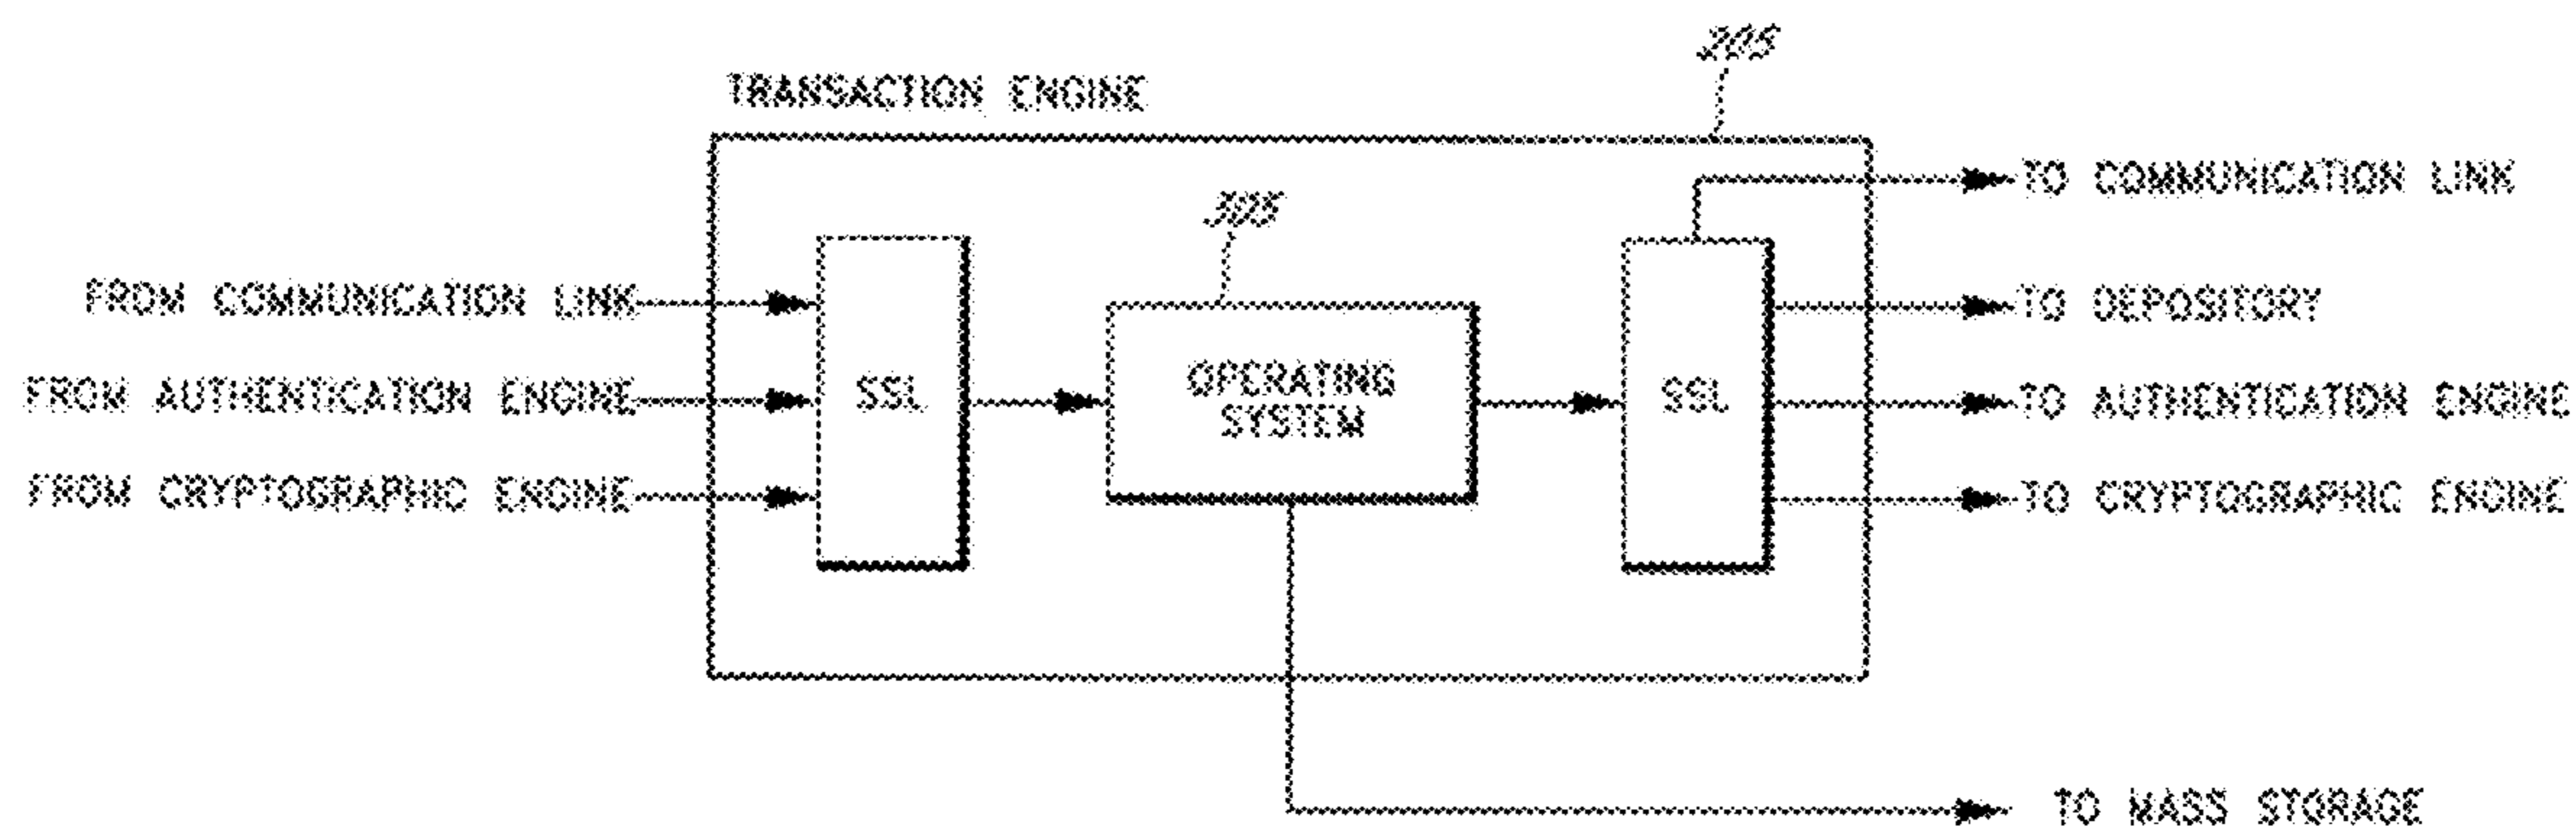 205
TRANSACTION ENGINE
TO COMMUNICATION LINK
305
FROM COMMUNICATION LINK
TO DEPOSITORY
SSL
OPERATING
SYSTEM
SSL
FROM AUTHENTICATION ENGINE
TO AUTHENTICATION ENGINE
FROM CRYPTOGRAPHIC ENGINE
TO CRYPTOGRAPHIC ENGINE
TO MASS STORAGE